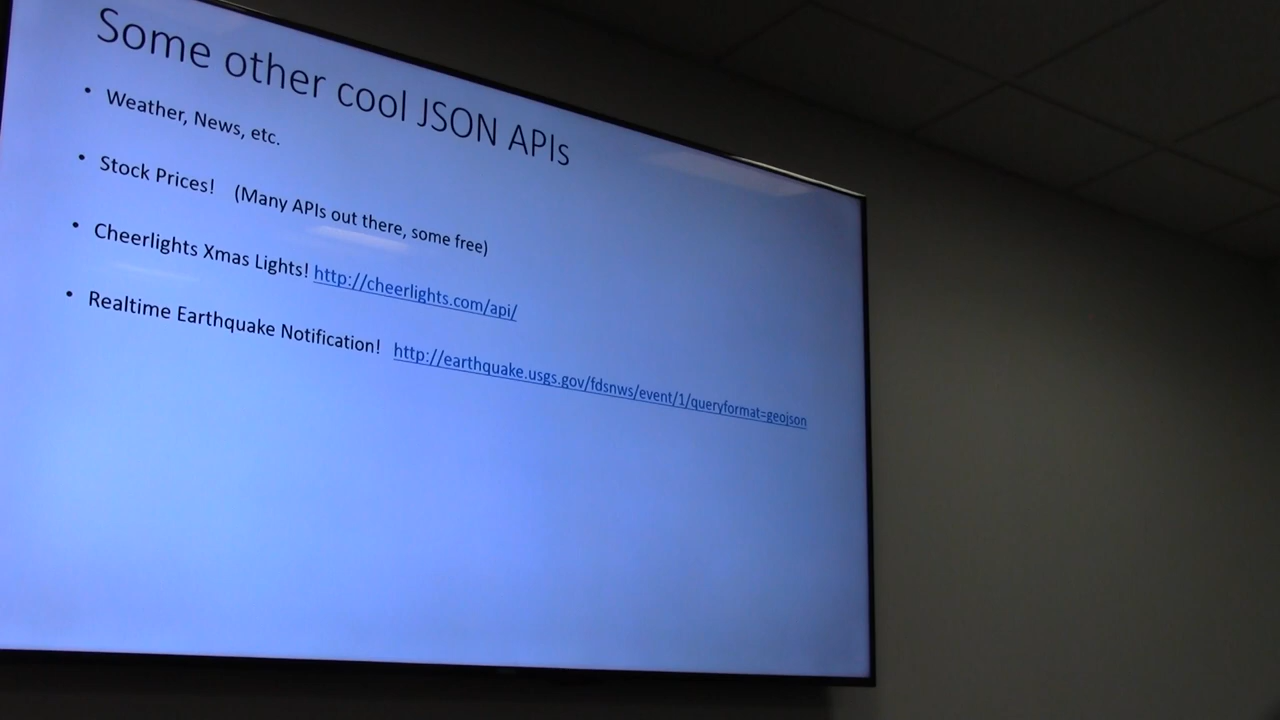 Some other cool JSON APIs
• Weather, News, etc.
• Stock Prices! (Many APIs out there, some free)
• Cheerlights Xmas Lights! http://cheerlights.com/api/
• Realtime Earthquake Notification! http://earthquake.usgs.gov/fdsnws/event/1/queryformat=geojson